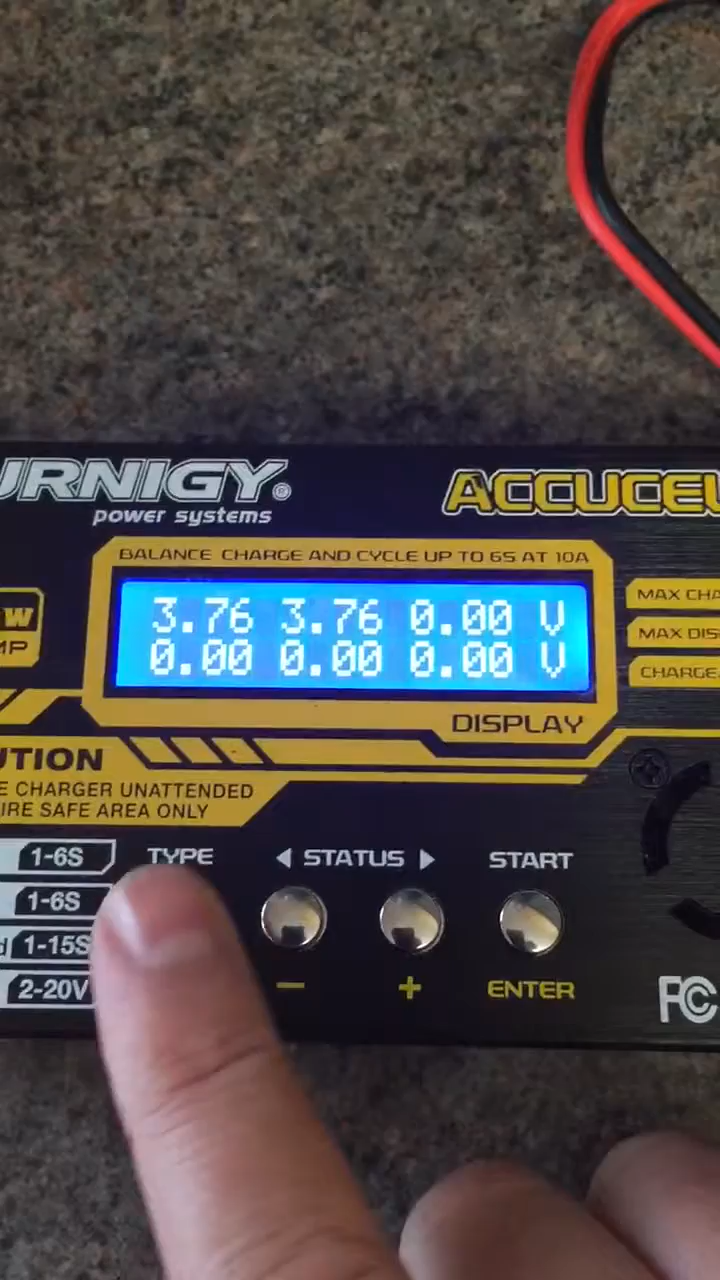 URNIGY®
power systems
ACCUCEL
BALANCE CHARGE AND CYCLE UP TO 6S AT 10A
3.76 3.76 0.00 V
0.00 0.00 0.00 V
W
MP
MAX CHA
MAX DIS
CHARGE
DISPLAY
UTION
E CHARGER UNATTENDED
IRE SAFE AREA ONLY
1-6S
TYPE
◀ STATUS ▶
START
1-6S
d 1-15S
2-20V
−
+
ENTER
FC